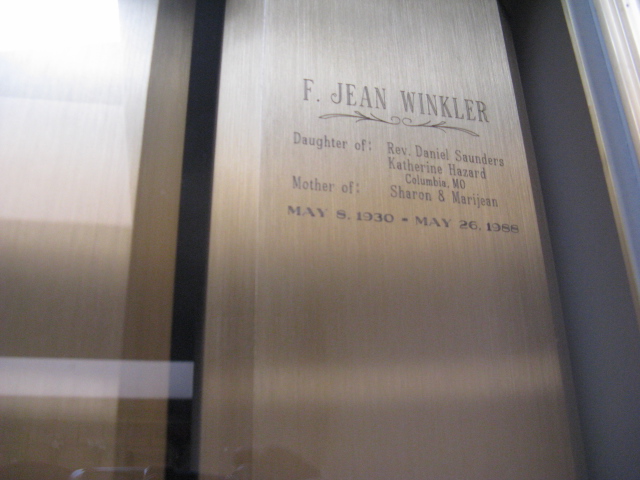 F. JEAN WINKLER
Daughter of: Rev. Daniel Saunders
Katherine Hazard
Columbia, MO
Mother of: Sharon & Marijean
MAY 8, 1930 - MAY 26, 1988